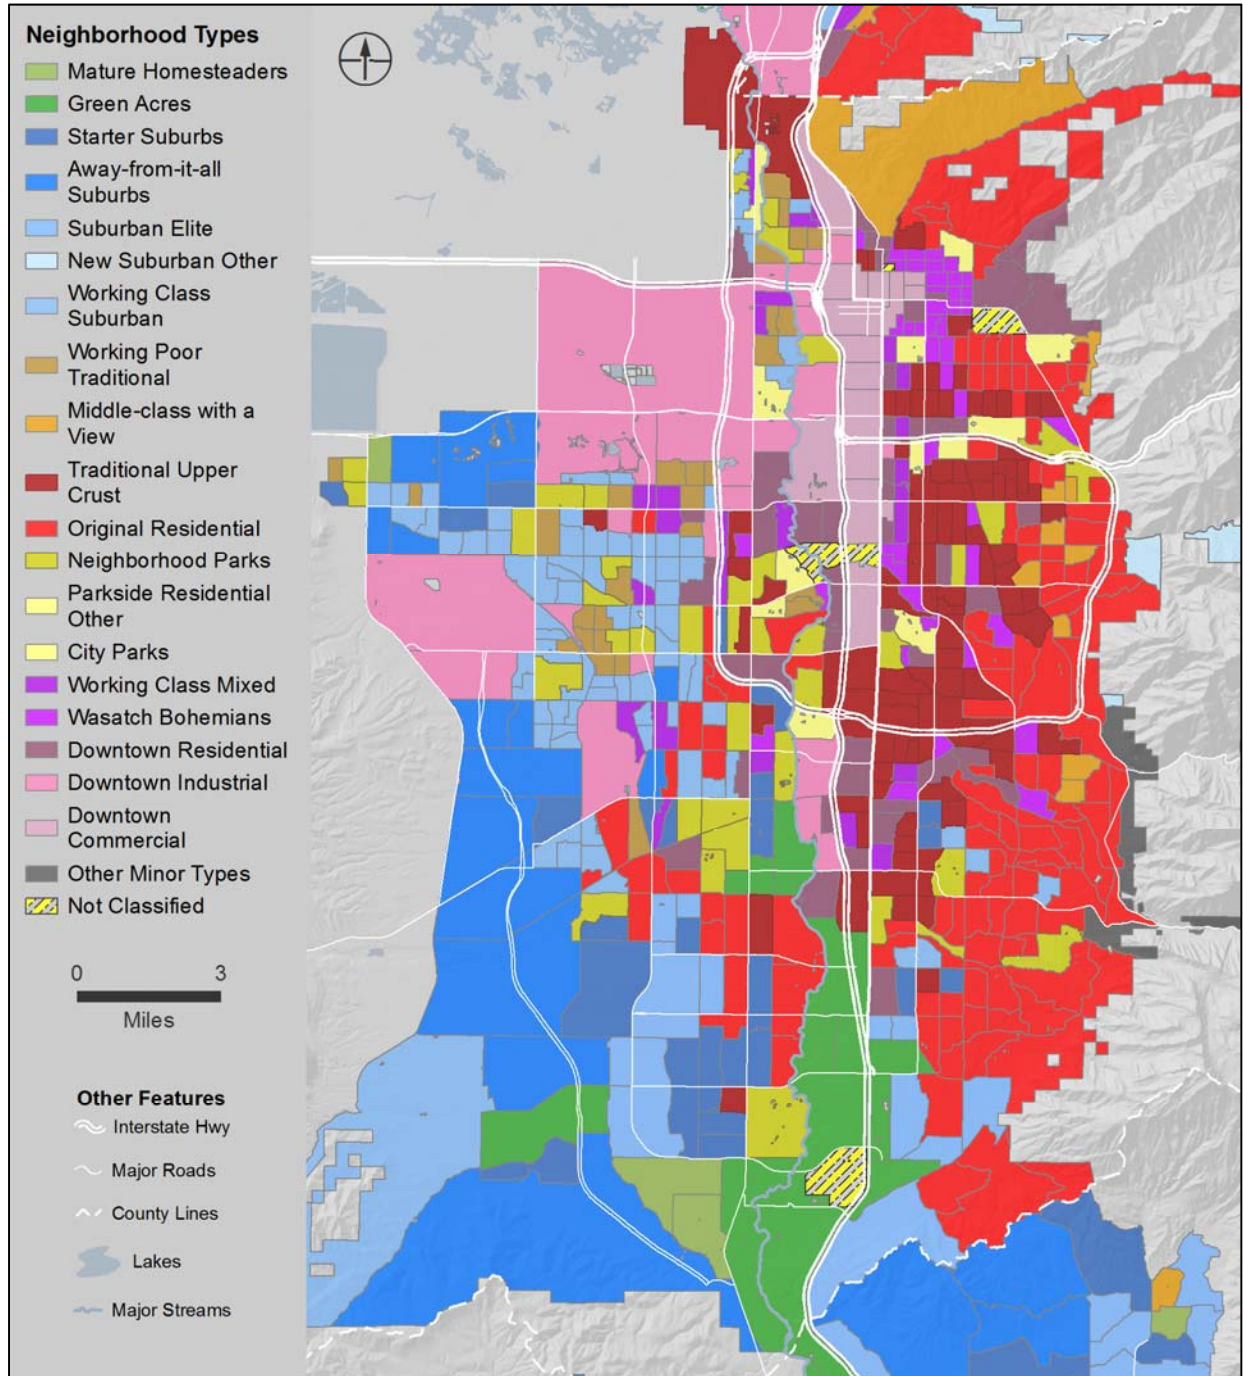 Neighborhood Types
Mature Homesteaders
Green Acres
Starter Suburbs
Away-from-it-all
Suburbs
Suburban Elite
New Suburban Other
Working Class
Suburban
Working Poor
Traditional
Middle-class with a
View
Traditional Upper
Crust
Original Residential
Neighborhood Parks
Parkside Residential
Other
City Parks
Working Class Mixed
Wasatch Bohemians
Downtown Residential
Downtown Industrial
Downtown
Commercial
Other Minor Types
Not Classified
0 3
Miles
Other Features
Interstate Hwy
Major Roads
County Lines
Lakes
Major Streams